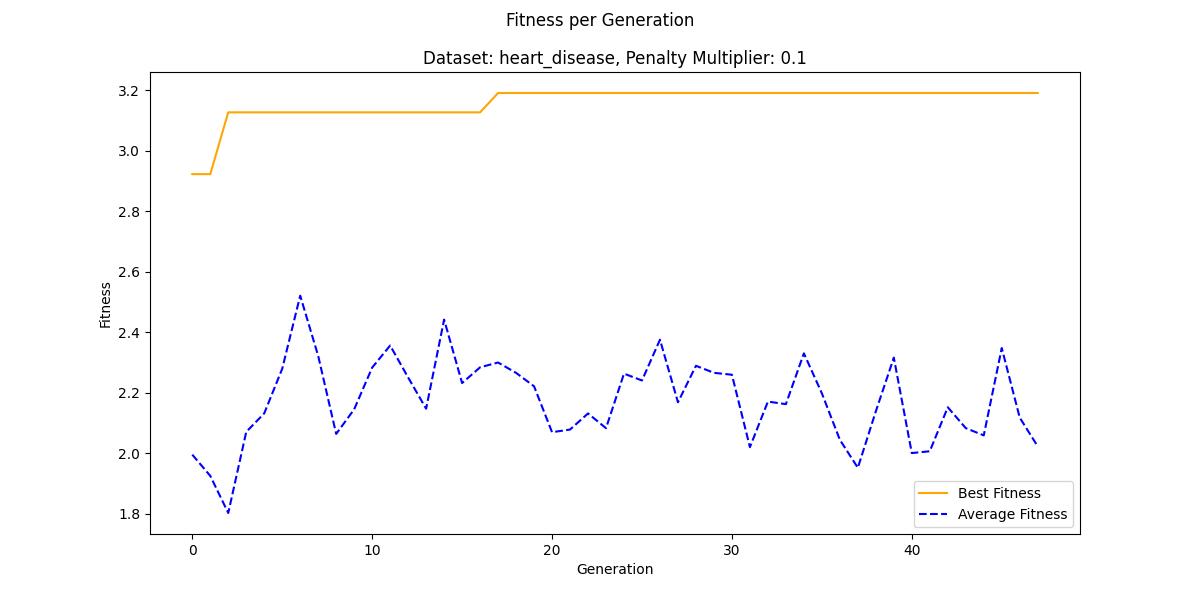 Fitness per Generation
Dataset: heart_disease, Penalty Multiplier: 0.1
3.2
3.0
2.8
2.6
2.4
2.2
2.0
1.8
Fitness
0 10 20 30 40
Generation
Best Fitness
Average Fitness